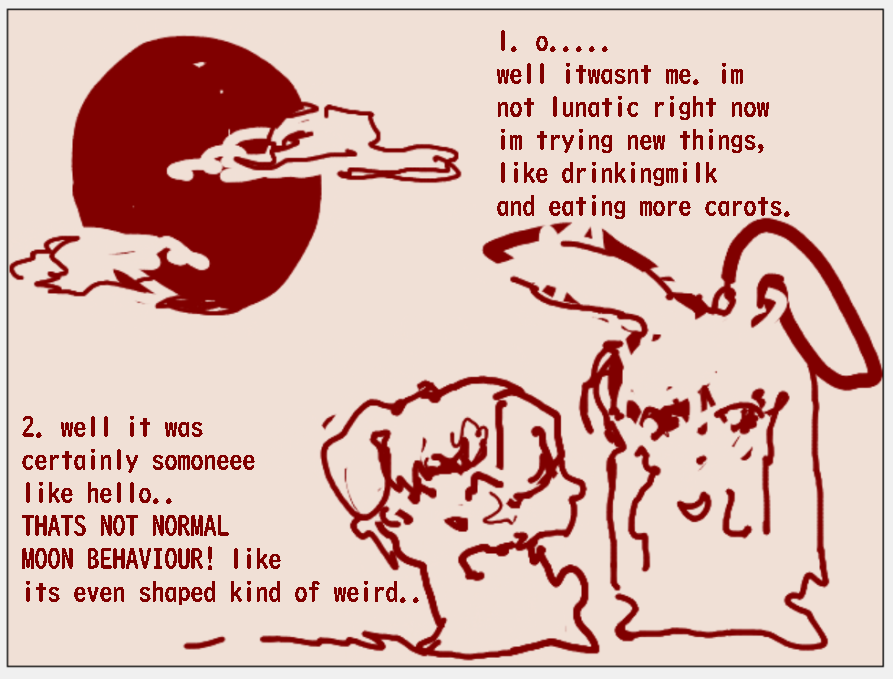 1. o.....
well itwasnt me. im
not lunatic right now
im trying new things,
like drinkingmilk
and eating more carots.
2. well it was
certainly somoneee
like hello..
THATS NOT NORMAL
MOON BEHAVIOUR! like
its even shaped kind of weird..